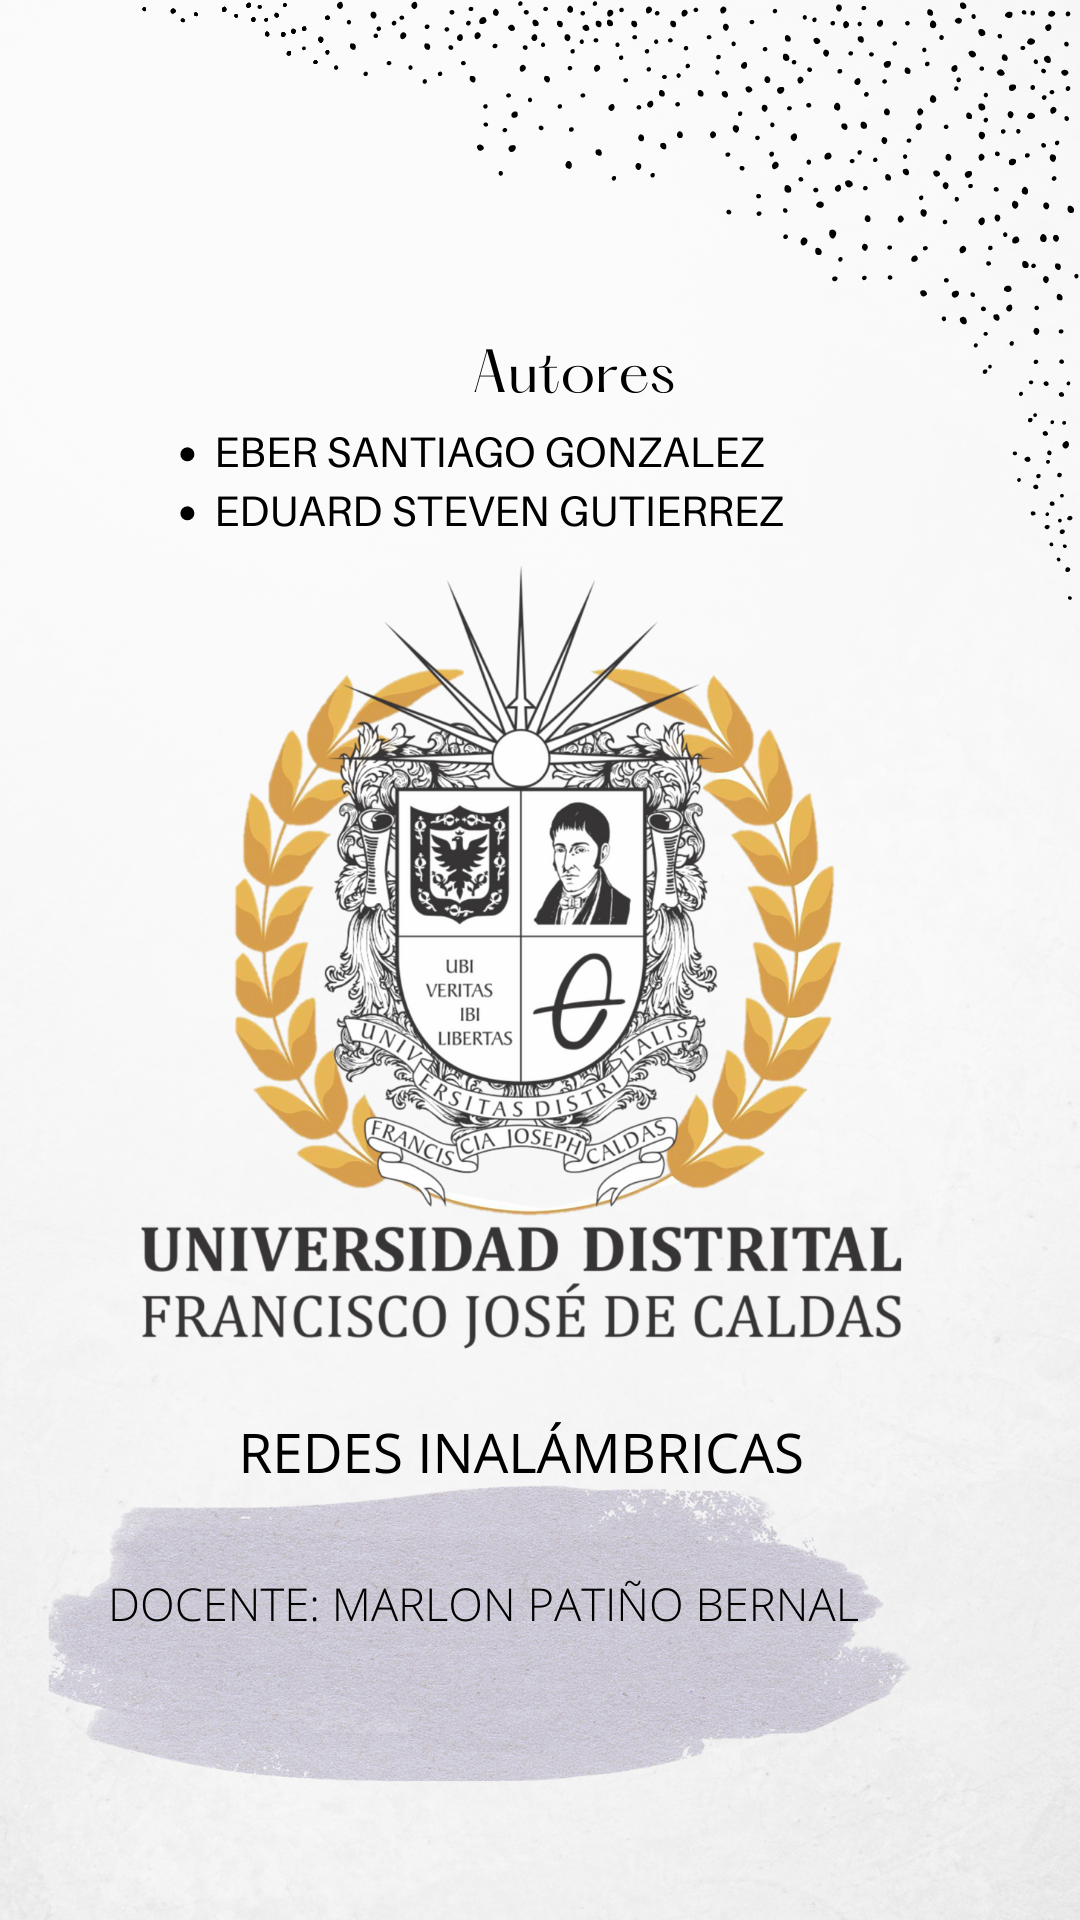 Autores
• EBER SANTIAGO GONZALEZ
• EDUARD STEVEN GUTIERREZ
UBI
VERITAS
IBI
LIBERTAS
UNIVERSITAS DISTRITALIS
FRANCISCIA JOSEPH CALDAS
UNIVERSIDAD DISTRITAL
FRANCISCO JOSÉ DE CALDAS
REDES INALÁMBRICAS
DOCENTE: MARLON PATIÑO BERNAL